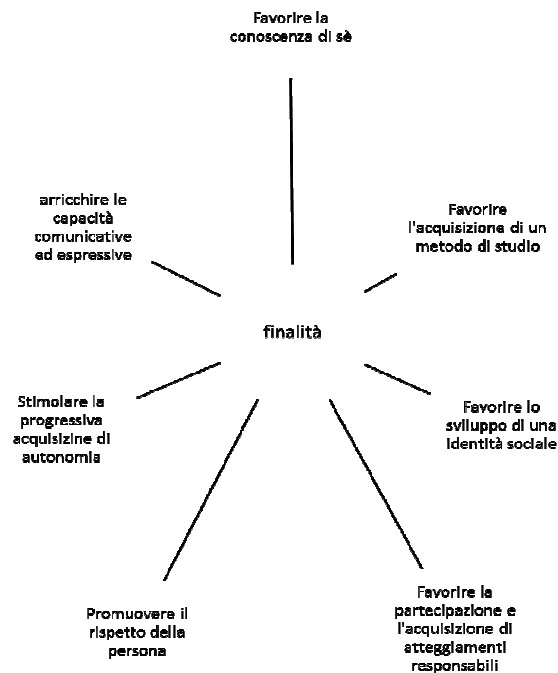 Favorire la
conoscenza di sè
arricchire le
capacità
comunicative
ed espressive
Favorire
l'acquisizione di un
metodo di studio
finalità
Stimolare la
progressiva
acquisizine di
autonomia
Favorire lo
sviluppo di una
identità sociale
Promuovere il
rispetto della
persona
Favorire la
partecipazione e
l'acquisizione di
atteggiamenti
responsabili